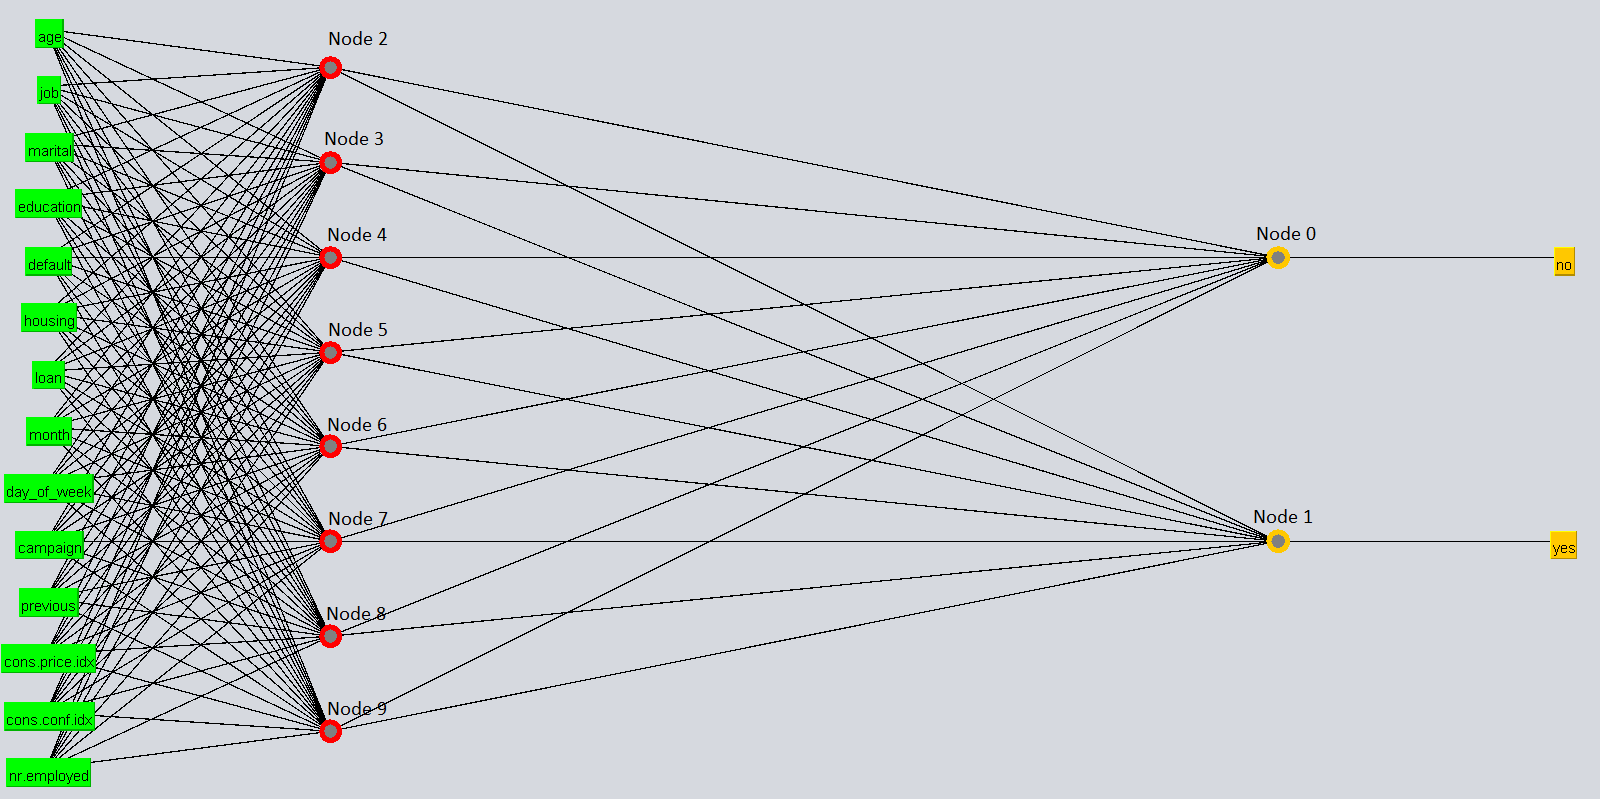 age
job
marital
education
default
housing
loan
month
day_of_week
campaign
previous
cons.price.idx
cons.conf.idx
nr.employed
Node 2
Node 3
Node 4
Node 5
Node 6
Node 7
Node 8
Node 9
Node 0
Node 1
no
yes